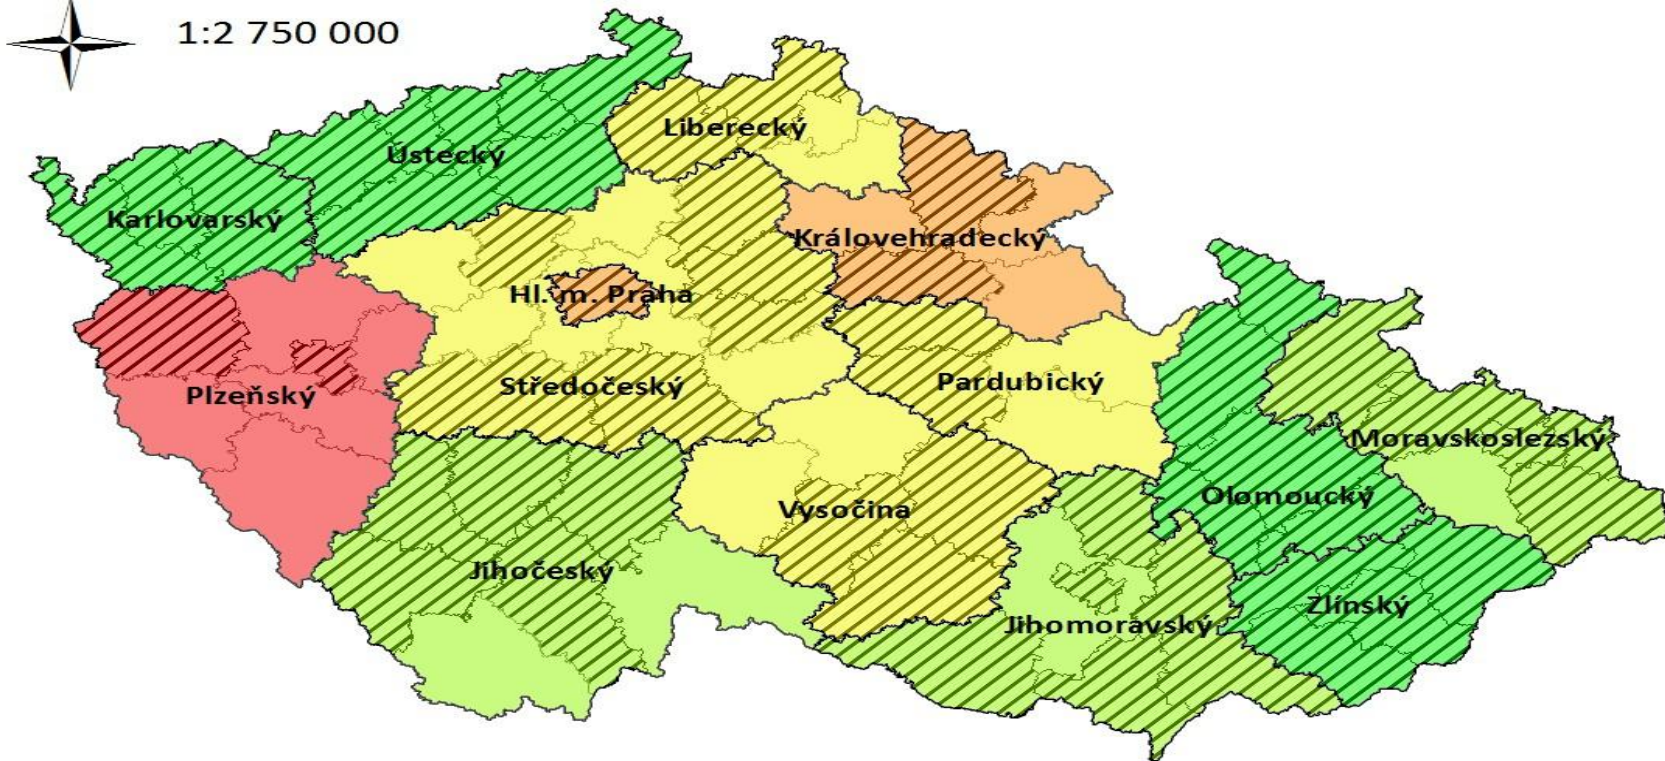 1:2 750 000
Liberecký
Ústecký
Karlovarský
Královehradecký
Hl. m. Praha
Plzeňský
Středočeský
Pardubický
Moravskoslezský
Vysočina
Olomoucký
Jihočeský
Zlínský
Jihomoravský